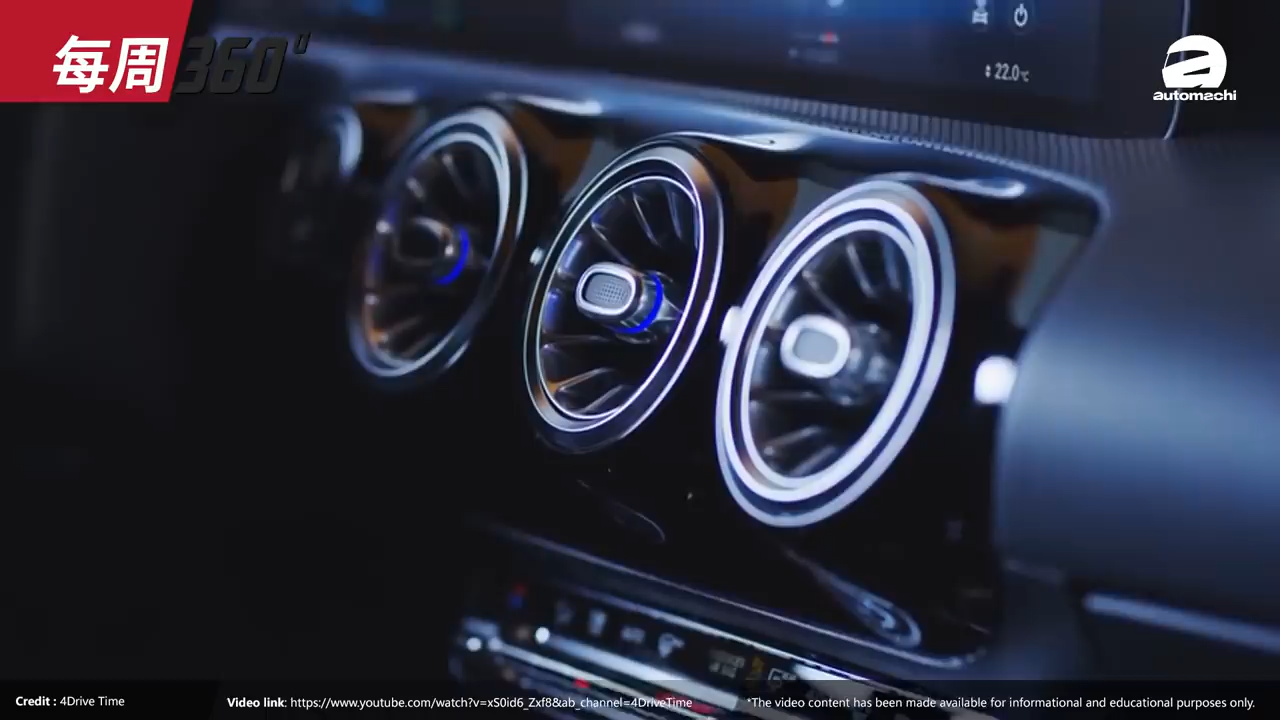 每周360°
automachi
22.0°C
Credit : 4Drive Time
Video link: https://www.youtube.com/watch?v=xS0id6_Zxf8&ab_channel=4DriveTime
*The video content has been made available for informational and educational purposes only.